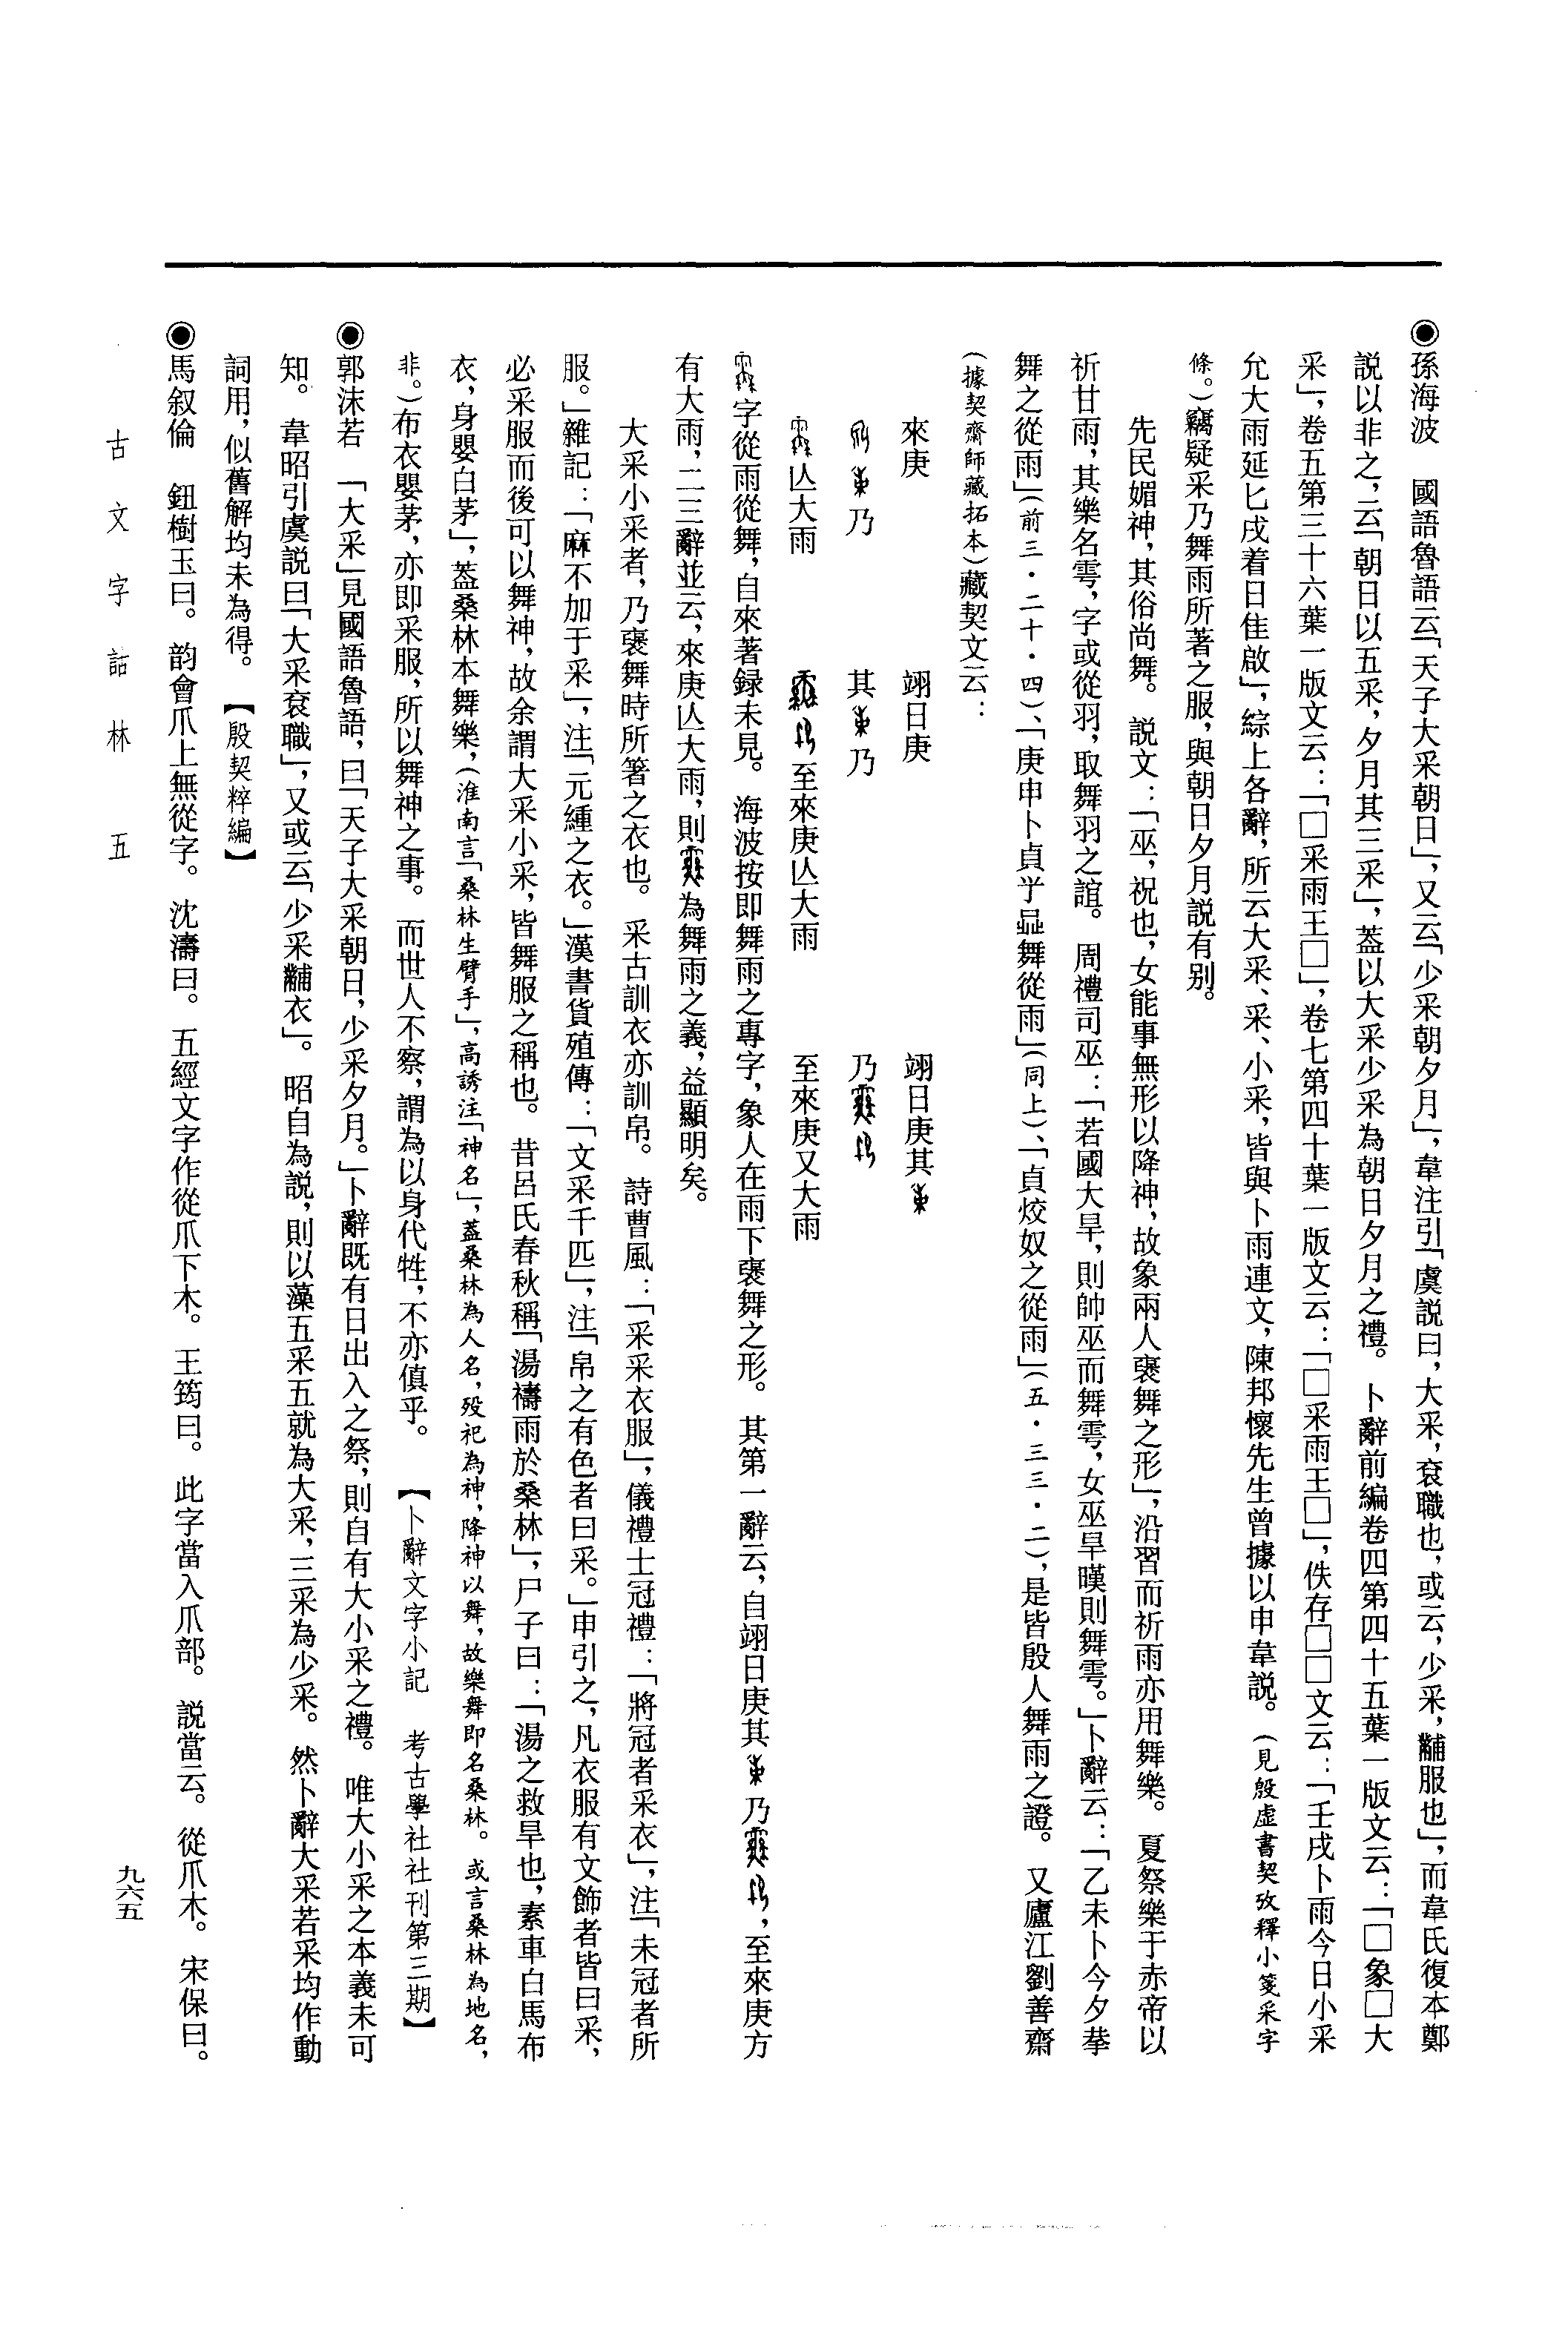 ◉孫海波　國語魯語云「天子大采朝日」，又云「少采朝夕月」，韋注引「虞説曰，大采，袞職也，或云，少采，黼服也」，而韋氏復本鄭
説以非之，云「朝日以五采，夕月其三采」，蓋以大采少采為朝日夕月之禮。卜辭前編卷四第四十五葉一版文云：「□象□大
采」，卷五第三十六葉一版文云：「□采雨王□」，卷七第四十葉一版文云：「□采雨王□」，佚存□□文云：「壬戌卜雨今日小采
允大雨延匕戌着日隹啟」，綜上各辭，所云大采、采、小采，皆與卜雨連文，陳邦懷先生曾據以申韋説。（見殷虛書契攷釋小箋采字
條。）竊疑采乃舞雨所著之服，與朝日夕月説有别。
先民媚神，其俗尚舞。説文：「巫，祝也，女能事無形以降神，故象兩人褎舞之形」，沿習而祈雨亦用舞樂。夏祭樂于赤帝以
祈甘雨，其樂名雩，字或從羽，取舞羽之誼。周禮司巫：「若國大旱，則帥巫而舞雩，女巫旱暵則舞雩。」卜辭云：「乙未卜今夕㚔
舞之從雨」（前三・二十・四）、「庚申卜貞乎舞從雨」（同上）、「貞烄奴之從雨」（五・三三・二），是皆殷人舞雨之證。又廬江劉善齋
（據契齋師藏拓本）藏契文云：
來庚　翊日庚　翊日庚其
乃　其　乃　乃
亾大雨　至來庚亾大雨　至來庚又大雨
字從雨從舞，自來著録未見。海波按即舞雨之專字，象人在雨下褎舞之形。其第一辭云，自翊日庚其　乃　，至來庚方
有大雨，二三辭並云，來庚亾大雨，則　為舞雨之義，益顯明矣。
大采小采者，乃褎舞時所箸之衣也。采古訓衣亦訓帛。詩曹風：「采采衣服」，儀禮士冠禮：「將冠者采衣」，注「未冠者所
服。」雜記：「麻不加于采」，注「元緟之衣。」漢書貨殖傳：「文采千匹」，注「帛之有色者曰采。」申引之，凡衣服有文飾者皆曰采，
必采服而後可以舞神，故余謂大采小采，皆舞服之稱也。昔呂氏春秋稱「湯禱雨於桑林」，尸子曰：「湯之救旱也，素車白馬布
衣，身嬰白茅」，蓋桑林本舞樂，（淮南言「桑林生臂手」，高誘注「神名」，蓋桑林為人名，殁祀為神，降神以舞，故樂舞即名桑林。或言桑林為地名，
非。）布衣嬰茅，亦即采服，所以舞神之事。而世人不察，謂為以身代牲，不亦傎乎。【卜辭文字小記　考古學社社刊第三期】
◉郭沫若　「大采」見國語魯語，曰「天子大采朝日，少采夕月。」卜辭既有日出入之祭，則自有大小采之禮。唯大小采之本義未可
知。韋昭引虞説曰「大采袞職」，又或云「少采黼衣」。昭自為説，則以藻五采五就為大采，三采為少采。然卜辭大采若采均作動
詞用，似舊解均未為得。【殷契粹編】
◉馬叙倫　鈕樹玉曰。韵會爪上無從字。沈濤曰。五經文字作從爪下木。王筠曰。此字當入爪部。説當云。從爪木。宋保曰。
古文字詁林　五
九六五